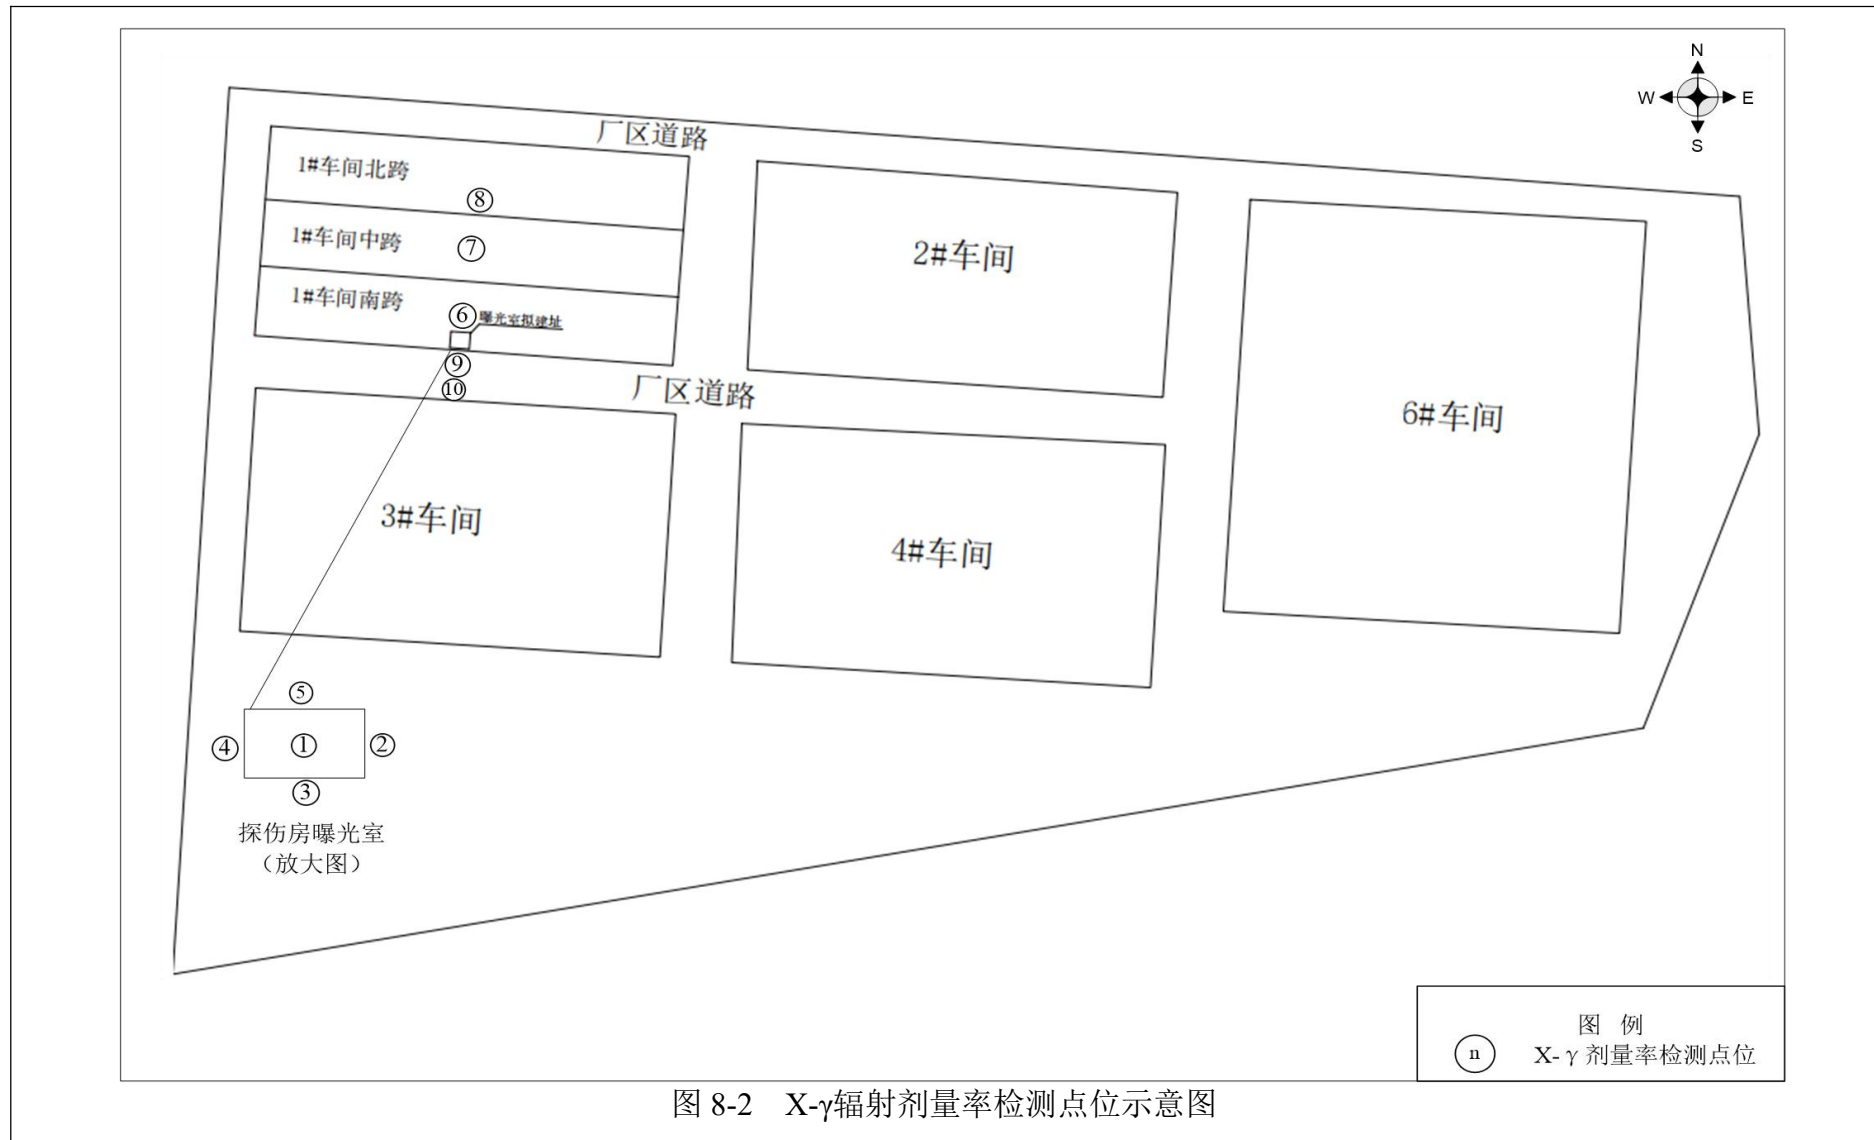 N
W E
S
厂区道路
1#车间北跨
⑧
1#车间中跨
⑦
1#车间南跨
⑥ 曝光室拟建址
⑨
⑩
厂区道路
2#车间
6#车间
3#车间
4#车间
⑤
④ ① ②
③
探伤房曝光室
（放大图）
图 例
n X-γ剂量率检测点位
图 8-2 X-γ辐射剂量率检测点位示意图